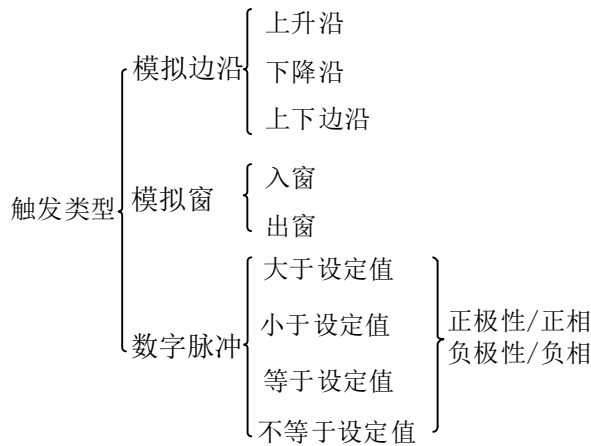 触发类型
模拟边沿
上升沿
下降沿
上下边沿
模拟窗
入窗
出窗
数字脉冲
大于设定值
小于设定值
等于设定值
不等于设定值
正极性/正相
负极性/负相